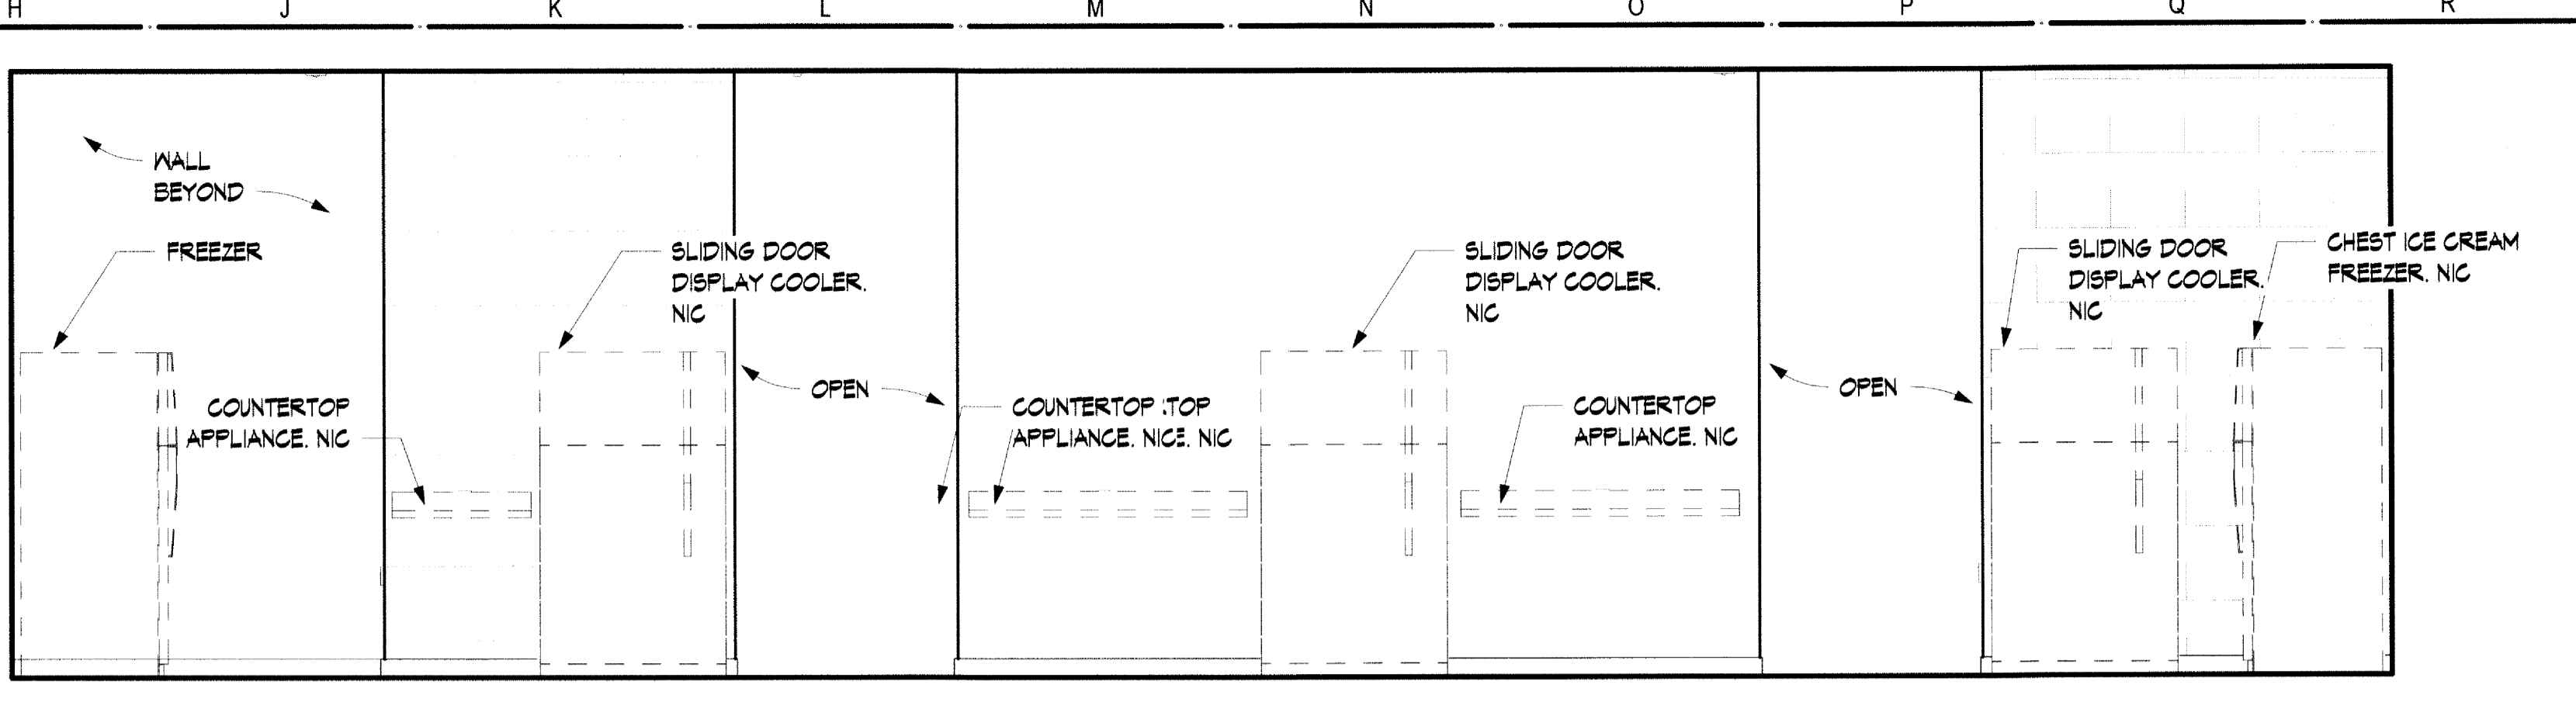 H J K L M N O P Q R
WALL
BEYOND
FREEZER
COUNTERTOP
APPLIANCE. NIC
SLIDING DOOR
DISPLAY COOLER.
NIC
OPEN
COUNTERTOP :TOP
APPLIANCE. NICE. NIC
SLIDING DOOR
DISPLAY COOLER.
NIC
COUNTERTOP
APPLIANCE. NIC
OPEN
SLIDING DOOR
DISPLAY COOLER.
NIC
CHEST ICE CREAM
FREEZER. NIC